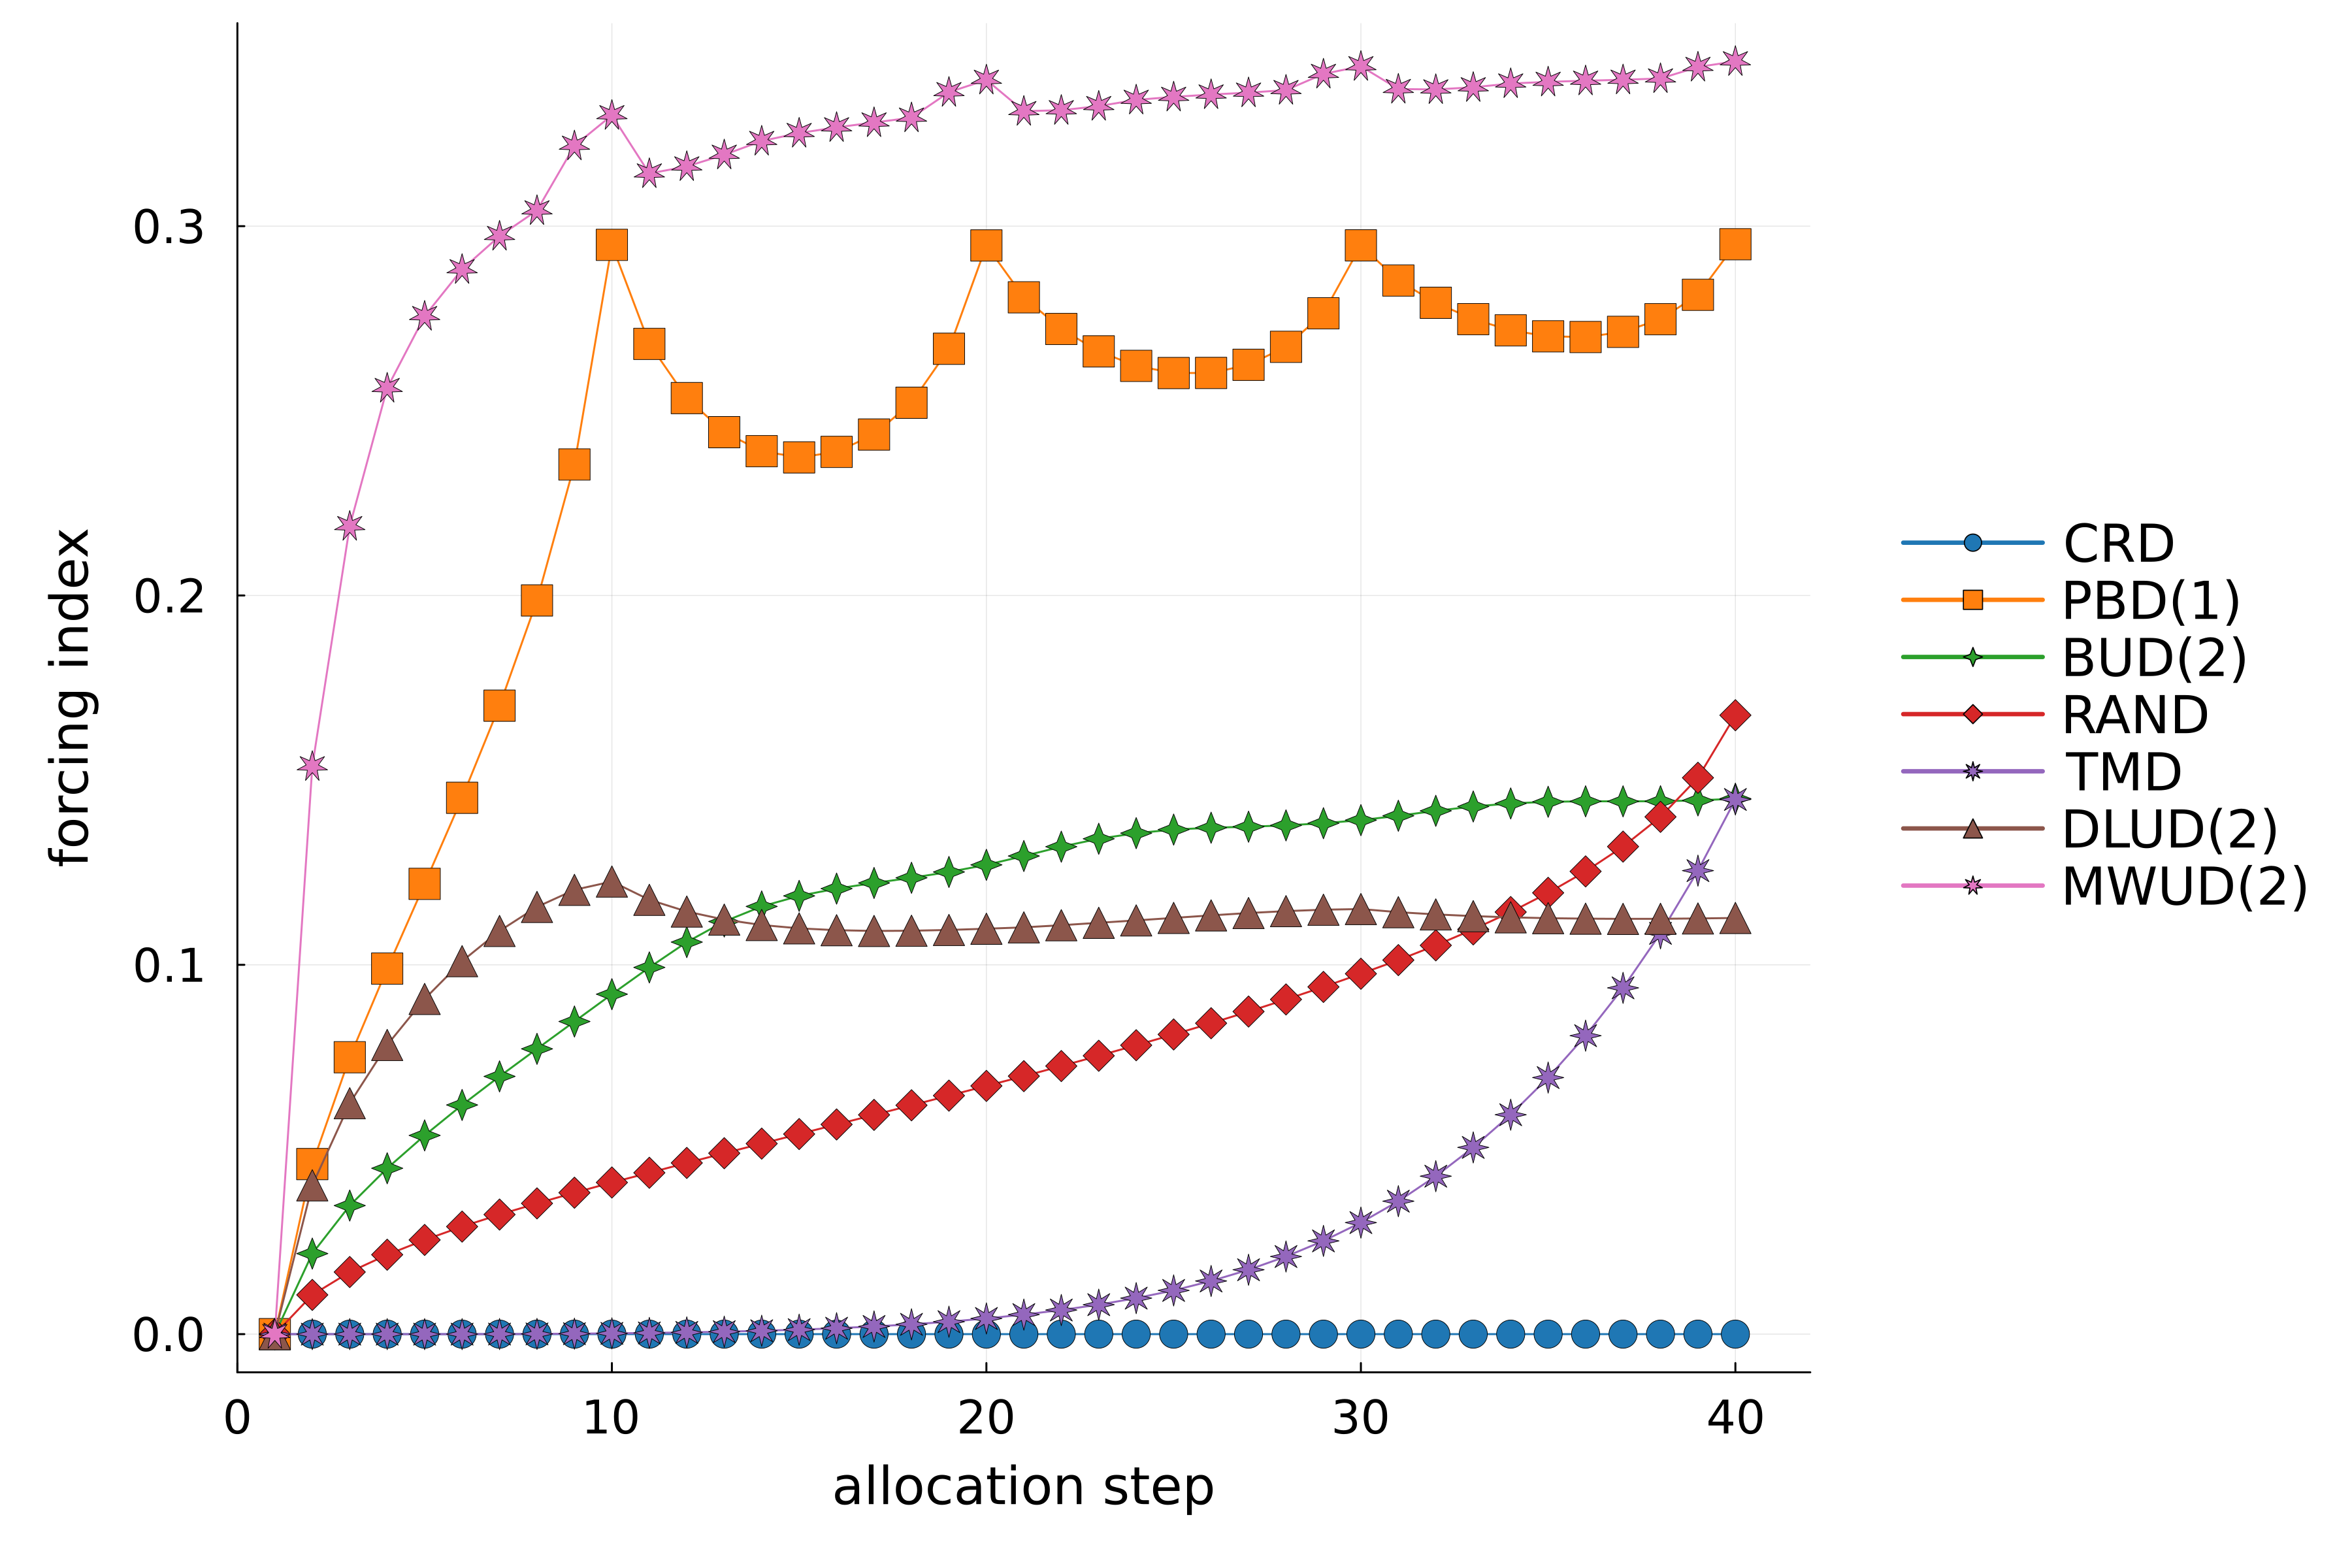 forcing index
0.3
0.2
0.1
0.0
0
10
20
30
40
allocation step
CRD
PBD(1)
BUD(2)
RAND
TMD
DLUD(2)
MWUD(2)